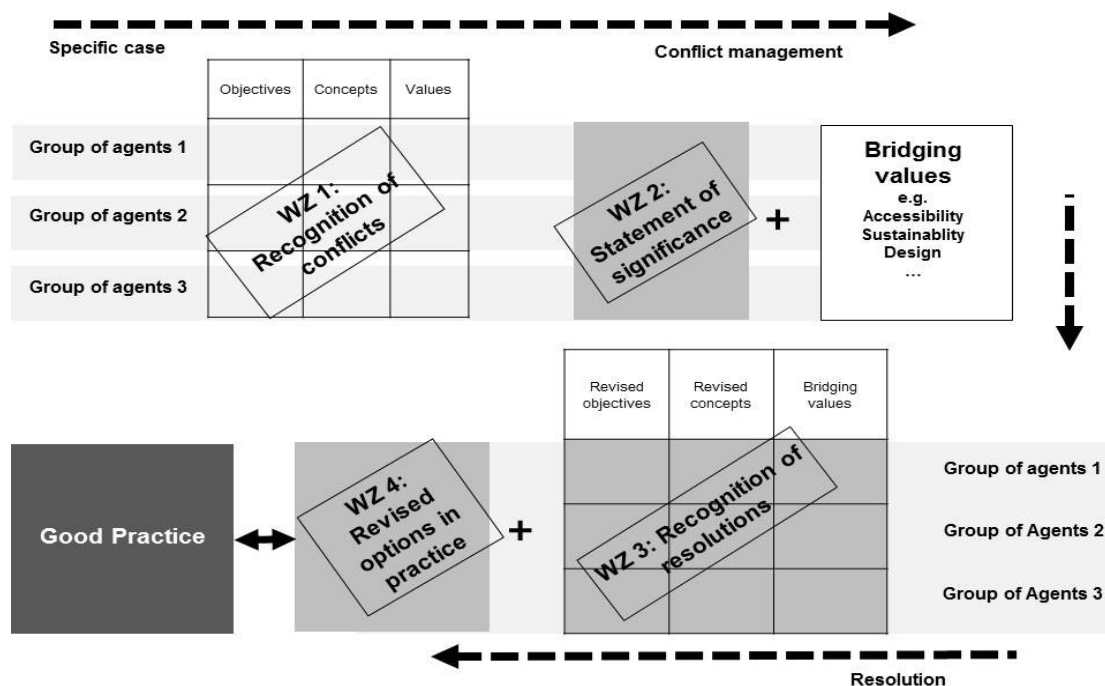 Specific case
Conflict management
Objectives
Concepts
Values
Group of agents 1
Group of agents 2
Group of agents 3
WZ 1:
Recognition of
conflicts
WZ 2:
Statement of
significance
+
Bridging
values
e.g.
Accessibility
Sustainablity
Design
...
Revised
objectives
Revised
concepts
Bridging
values
Good Practice
WZ 4:
Revised
options in
practice
+
WZ 3: Recognition of
resolutions
Group of agents 1
Group of Agents 2
Group of Agents 3
Resolution